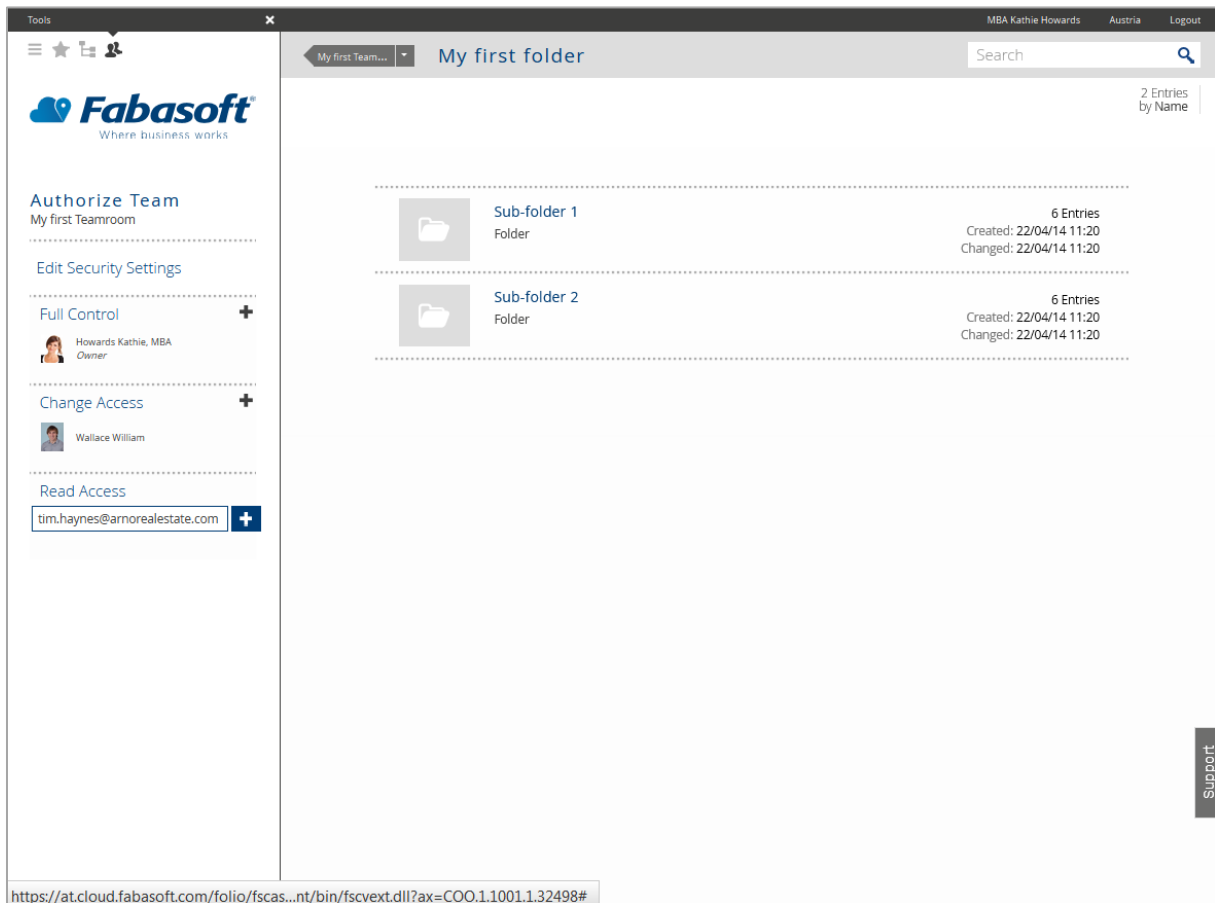 Tools
MBA Kathie Howards Austria Logout
My first Team...
My first folder
Search
Fabasoft®
Where business works
2 Entries
by Name
Authorize Team
My first Teamroom
Edit Security Settings
Full Control
Howards Kathie, MBA
Owner
Change Access
Wallace William
Read Access
tim.haynes@arnorealestate.com
Sub-folder 1
Folder
6 Entries
Created: 22/04/14 11:20
Changed: 22/04/14 11:20
Sub-folder 2
Folder
6 Entries
Created: 22/04/14 11:20
Changed: 22/04/14 11:20
Support
https://at.cloud.fabasoft.com/folio/fscas...nt/bin/fscvext.dll?ax=COO.1.1001.1.32498#